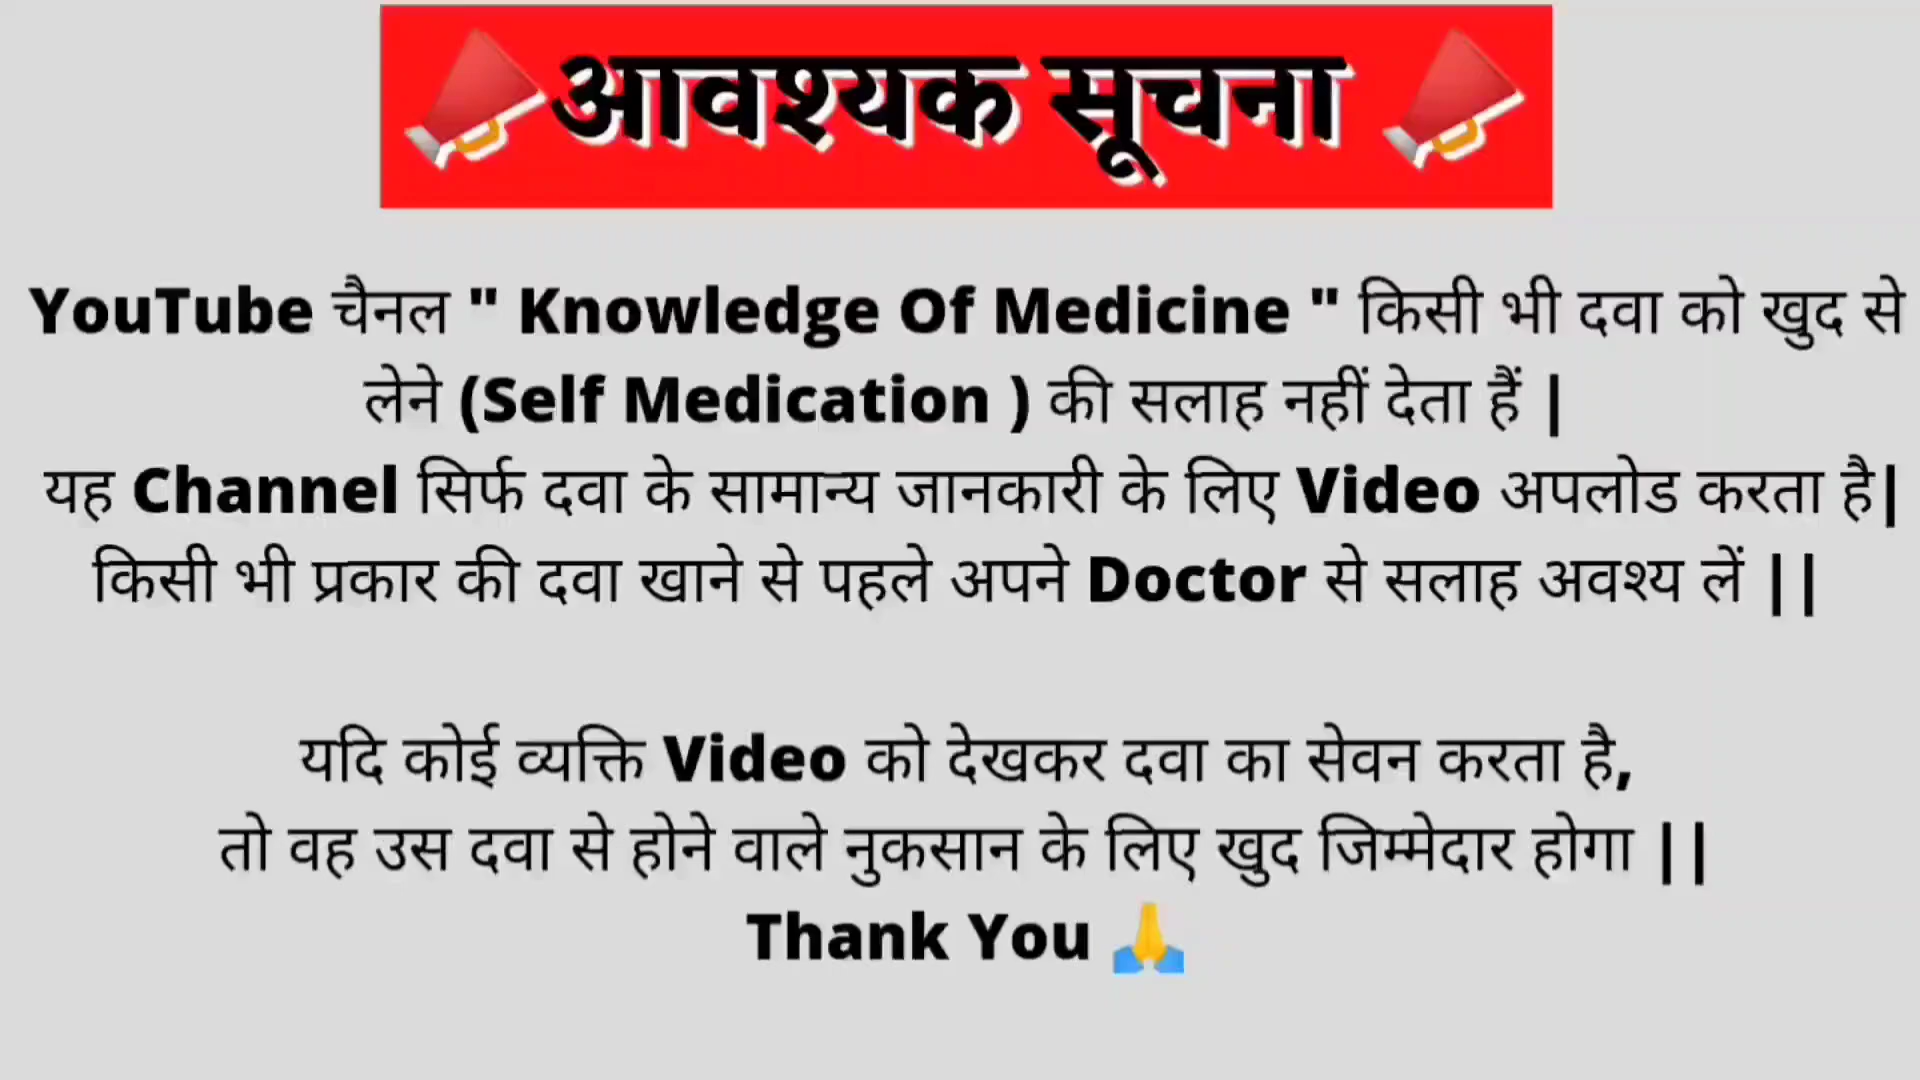 आवश्यक सूचना
YouTube चैनल " Knowledge Of Medicine " किसी भी दवा को खुद से
लेने (Self Medication ) की सलाह नहीं देता हैं |
यह Channel सिर्फ दवा के सामान्य जानकारी के लिए Video अपलोड करता है|
किसी भी प्रकार की दवा खाने से पहले अपने Doctor से सलाह अवश्य लें ||
यदि कोई व्यक्ति Video को देखकर दवा का सेवन करता है,
तो वह उस दवा से होने वाले नुकसान के लिए खुद जिम्मेदार होगा ||
Thank You 🙏